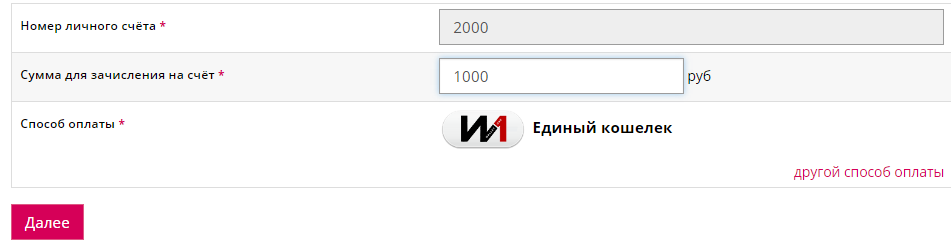 Номер личного счёта * 2000
Сумма для зачисления на счёт * 1000 руб
Способ оплаты * W1 Единый кошелек
другой способ оплаты
Далее